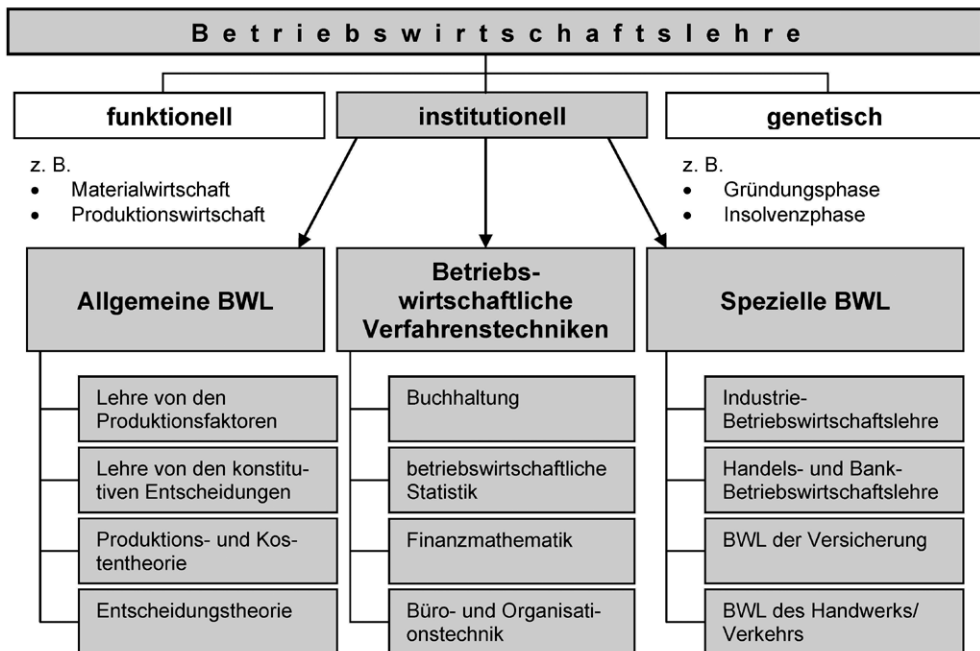 Betriebswirtschaftslehre
funktionell
institutionell
genetisch
z. B.
• Materialwirtschaft
• Produktionswirtschaft
z. B.
• Gründungsphase
• Insolvenzphase
Allgemeine BWL
Lehre von den
Produktionsfaktoren
Lehre von den konstitu-
tiven Entscheidungen
Produktions- und Kos-
tentheorie
Entscheidungstheorie
Betriebs-
wirtschaftliche
Verfahrenstechniken
Buchhaltung
betriebswirtschaftliche
Statistik
Finanzmathematik
Büro- und Organisati-
onstechnik
Spezielle BWL
Industrie-
Betriebswirtschaftslehre
Handels- und Bank-
Betriebswirtschaftslehre
BWL der Versicherung
BWL des Handwerks/
Verkehrs